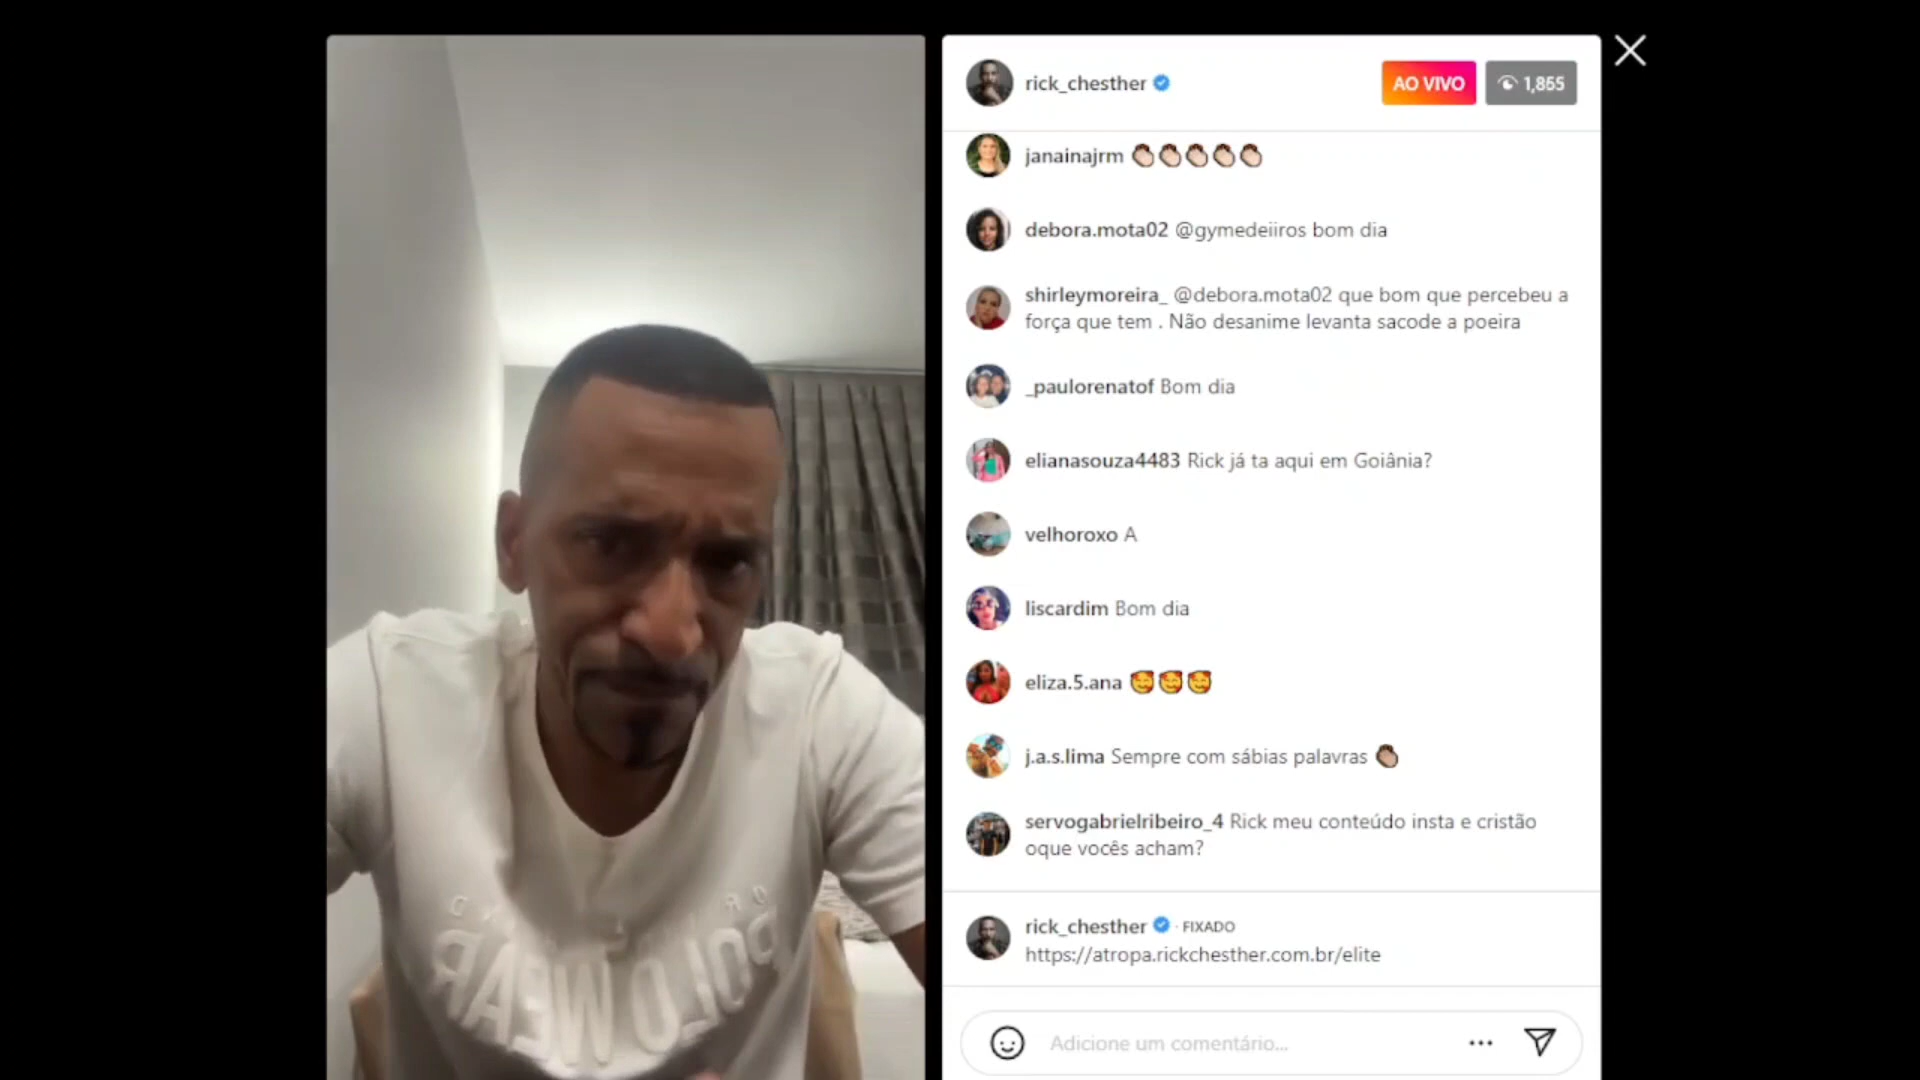 rick_chesther
AO VIVO
1,855
janainajrm 👏🏻👏🏻👏🏻👏🏻👏🏻
debora.mota02 @gymedeiiros bom dia
shirleymoreira_ @debora.mota02 que bom que percebeu a
força que tem . Não desanime levanta sacode a poeira
_paulorenatof Bom dia
elianasouza4483 Rick já ta aqui em Goiânia?
velhoroxo A
liscardim Bom dia
eliza.5.ana 🥰🥰🥰
j.a.s.lima Sempre com sábias palavras 👏🏻
servogabrielribeiro_4 Rick meu conteúdo insta e cristão
oque vocês acham?
rick_chesther · FIXADO
https://atropa.rickchesther.com.br/elite
Adicione um comentário...
POLO WEAR